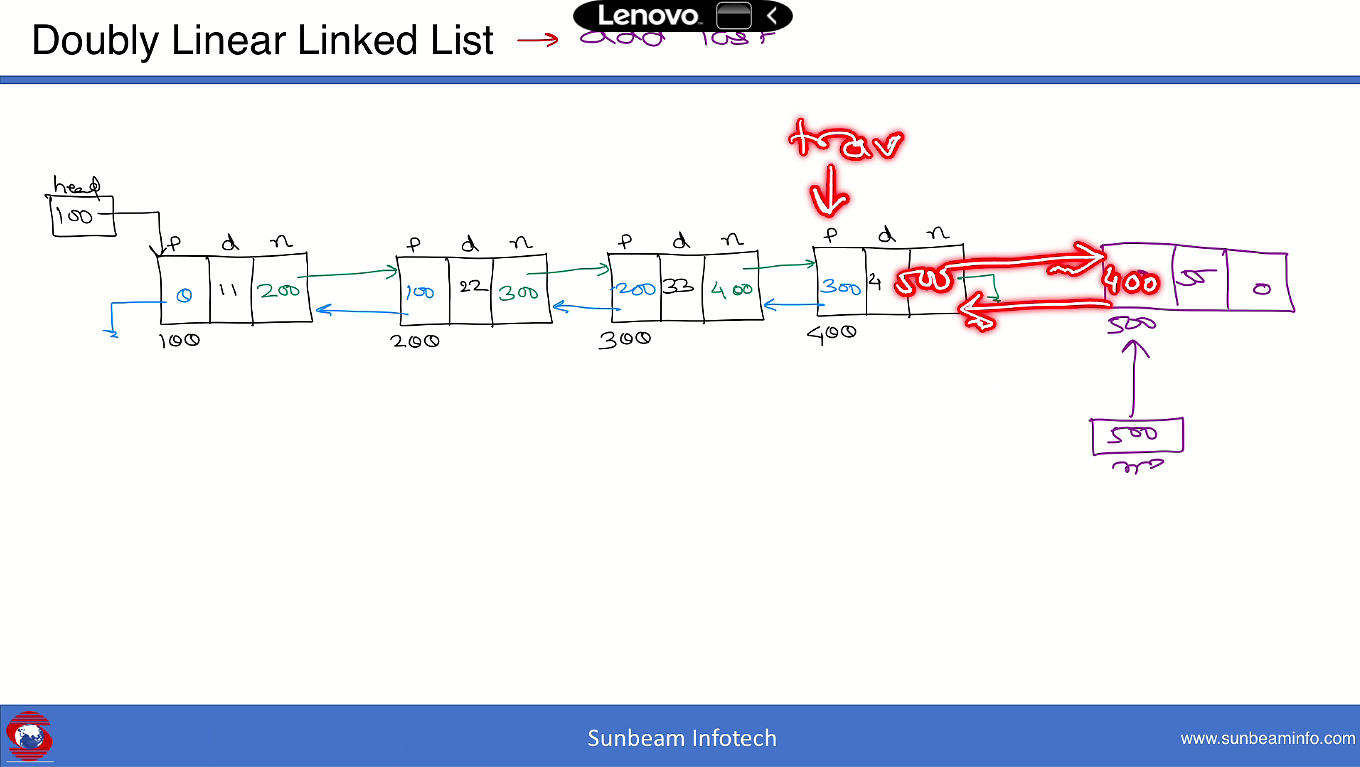 Lenovo
Doubly Linear Linked List → add last
trav
head
100
p d n p d n p d n p d n
0 11 200 100 22 300 200 33 400 300 4 500 400 55 0
100 200 300 400 500
500
Sunbeam Infotech
www.sunbeaminfo.com